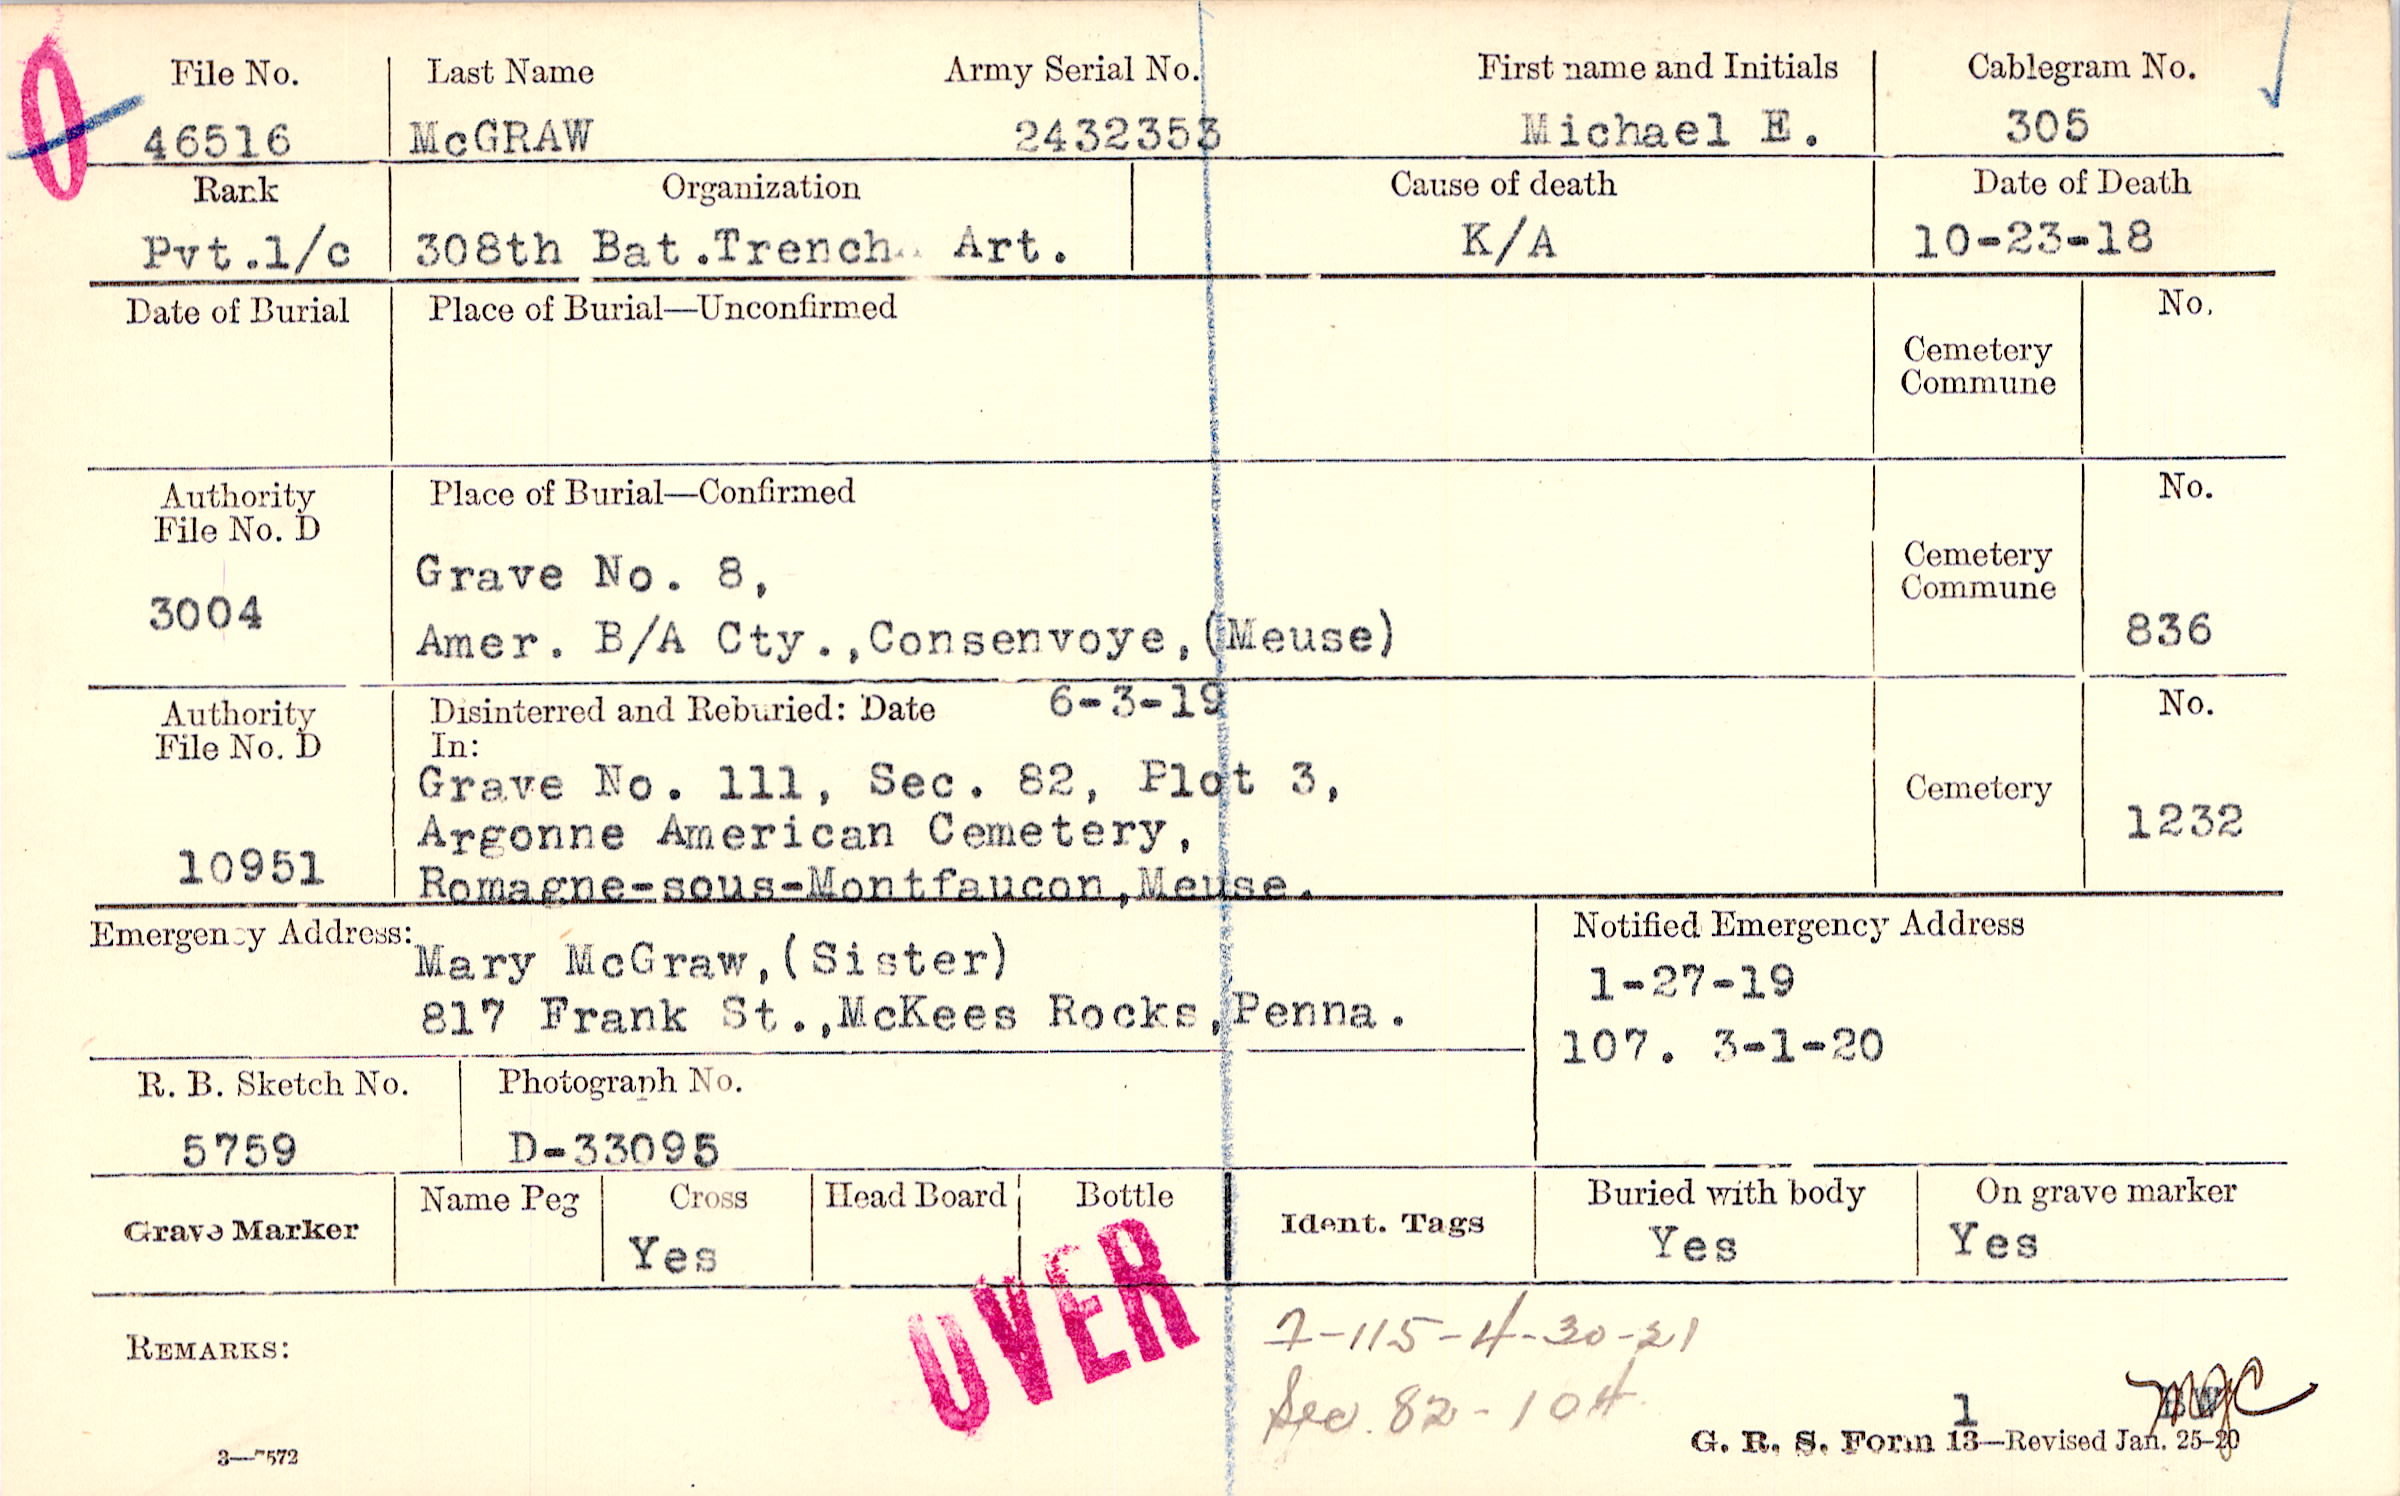 0
File No. Last Name Army Serial No. First name and Initials Cablegram No.
46516 McGRAW 2432353 Michael E. 305
Rank Organization Cause of death Date of Death
Pvt.1/c 308th Bat.Trench Art. K/A 10-23-18
Date of Burial Place of Burial—Unconfirmed No.
Cemetery
Commune
Authority Place of Burial—Confirmed No.
File No. D
Grave No. 8, Cemetery
Commune
3004
Amer. B/A Cty.,Consenvoye,(Meuse) 836
Authority Disinterred and Reburied: Date 6-3-19 No.
File No. D In:
Grave No. 111, Sec. 82, Plot 3, Cemetery
Argonne American Cemetery, 1232
10951 Romagne-sous-Montfaucon,Meuse.
Emergency Address: Notified Emergency Address
Mary McGraw,(Sister) 1-27-19
817 Frank St.,McKees Rocks,Penna. 107. 3-1-20
R. B. Sketch No. Photograph No.
5759 D-33095
Grave Marker Name Peg Cross Head Board Bottle Ident. Tags Buried with body On grave marker
Yes Yes Yes
OVER
-115-4-30-21
REMARKS:
Sec. 82-104
1 MJC
G. R. S. Form 13—Revised Jan. 25-20